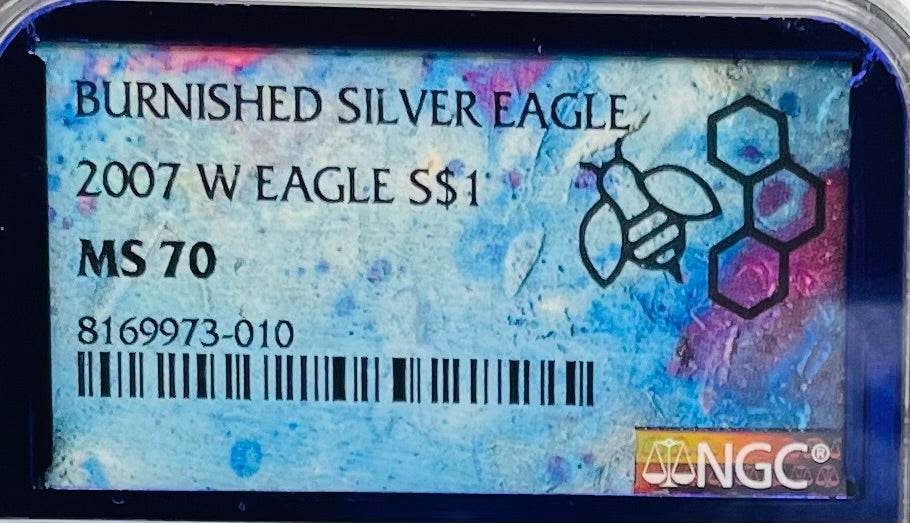 BURNISHED SILVER EAGLE
2007 W EAGLE S$1
MS 70
8169973-010
NGC®